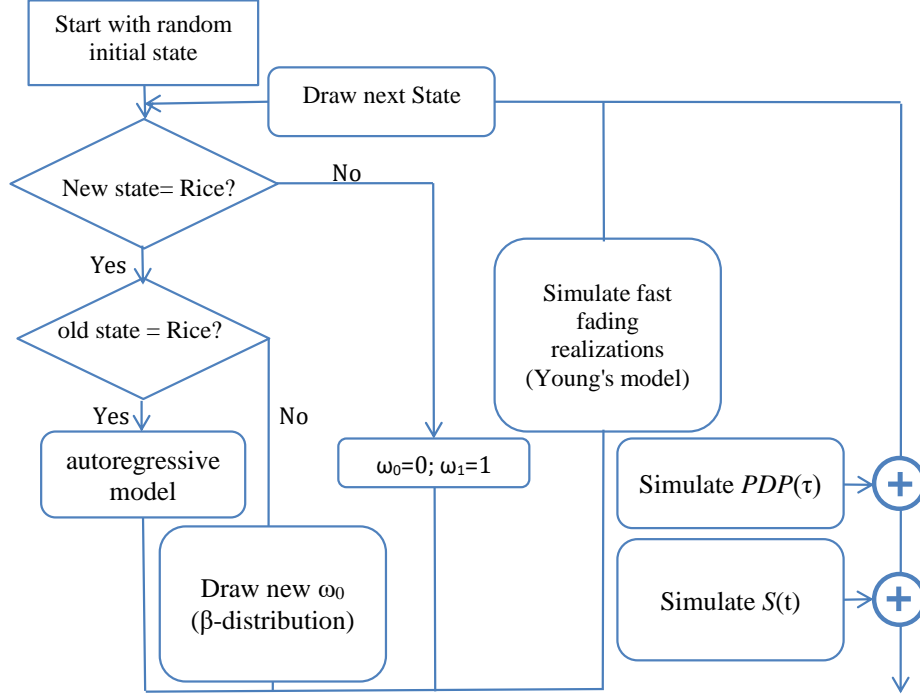 Start with random
initial state
Draw next State
New state= Rice?
No
Yes
old state = Rice?
Yes
No
autoregressive
model
Draw new ω₀
(β-distribution)
ω₀=0; ω₁=1
Simulate fast
fading
realizations
(Young's model)
Simulate PDP(τ)
+
Simulate S(t)
+